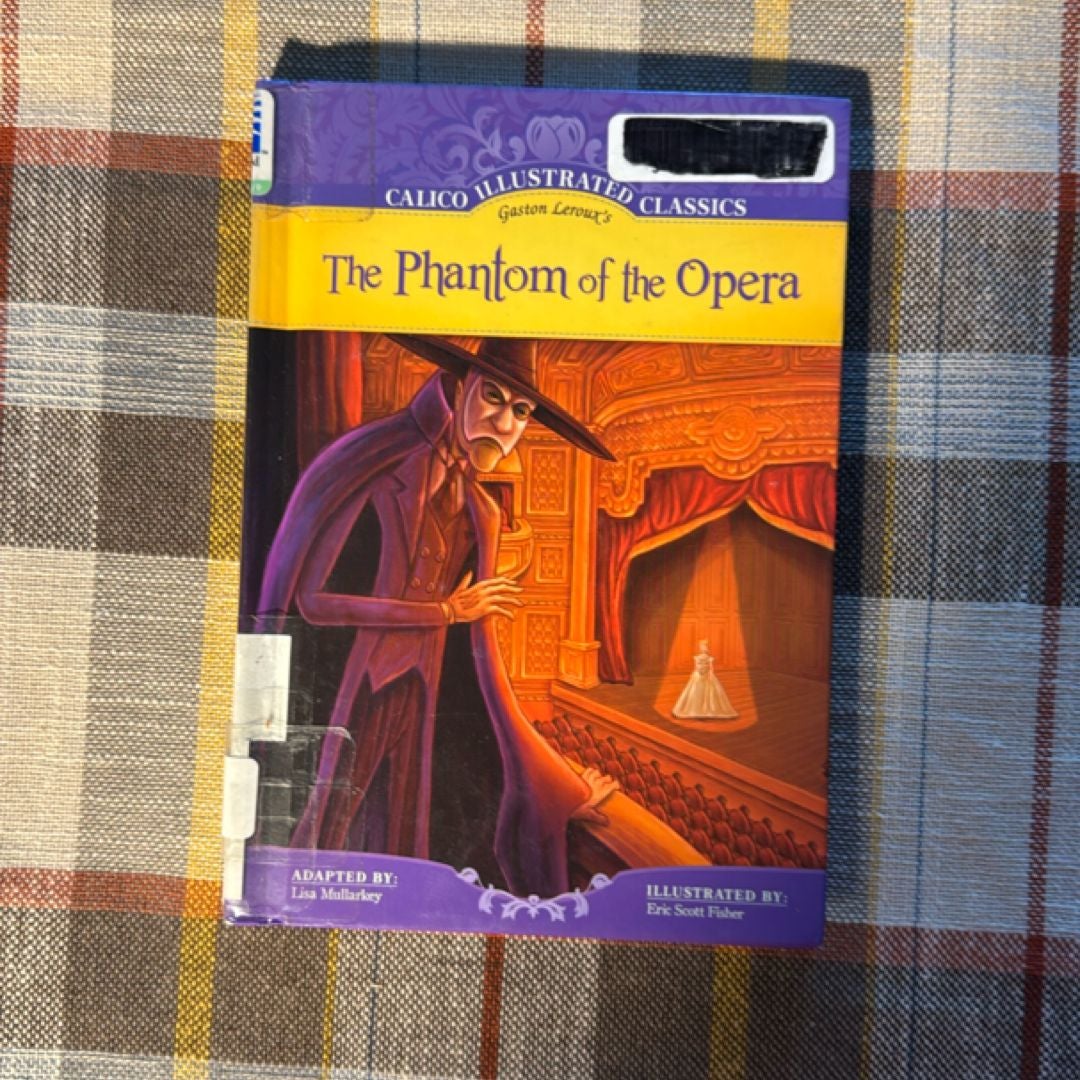 CALICO ILLUSTRATED CLASSICS
Gaston Leroux's
The Phantom of the Opera
ADAPTED BY:
Lisa Mullarkey
ILLUSTRATED BY:
Eric Scott Fisher